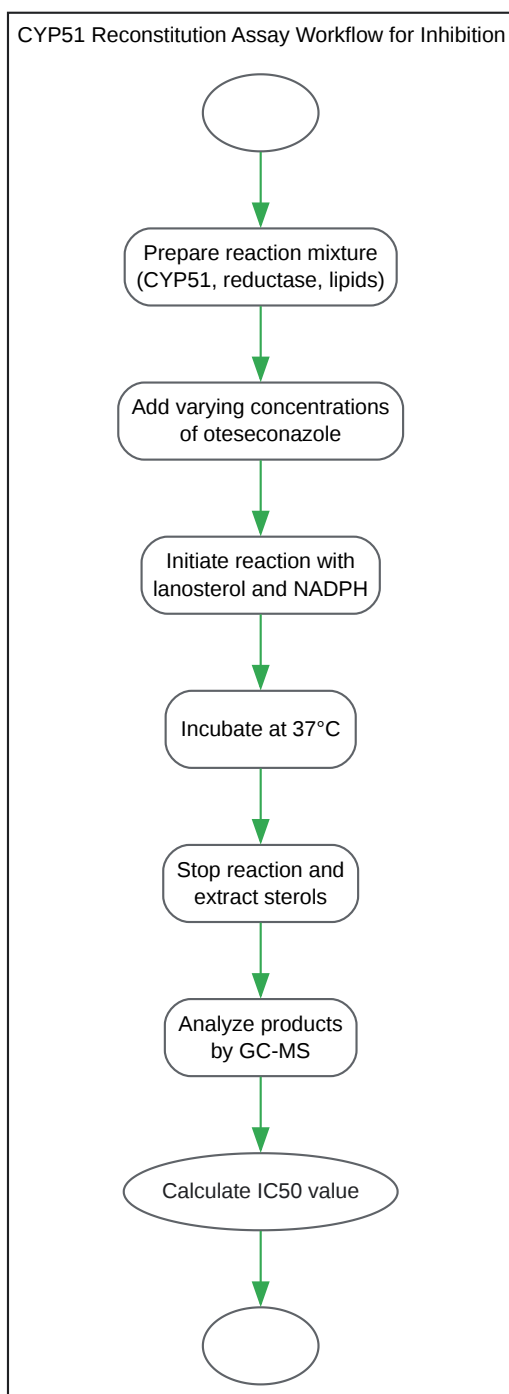 CYP51 Reconstitution Assay Workflow for Inhibition
Prepare reaction mixture
(CYP51, reductase, lipids)
Add varying concentrations
of oteseconazole
Initiate reaction with
lanosterol and NADPH
Incubate at 37°C
Stop reaction and
extract sterols
Analyze products
by GC-MS
Calculate IC50 value